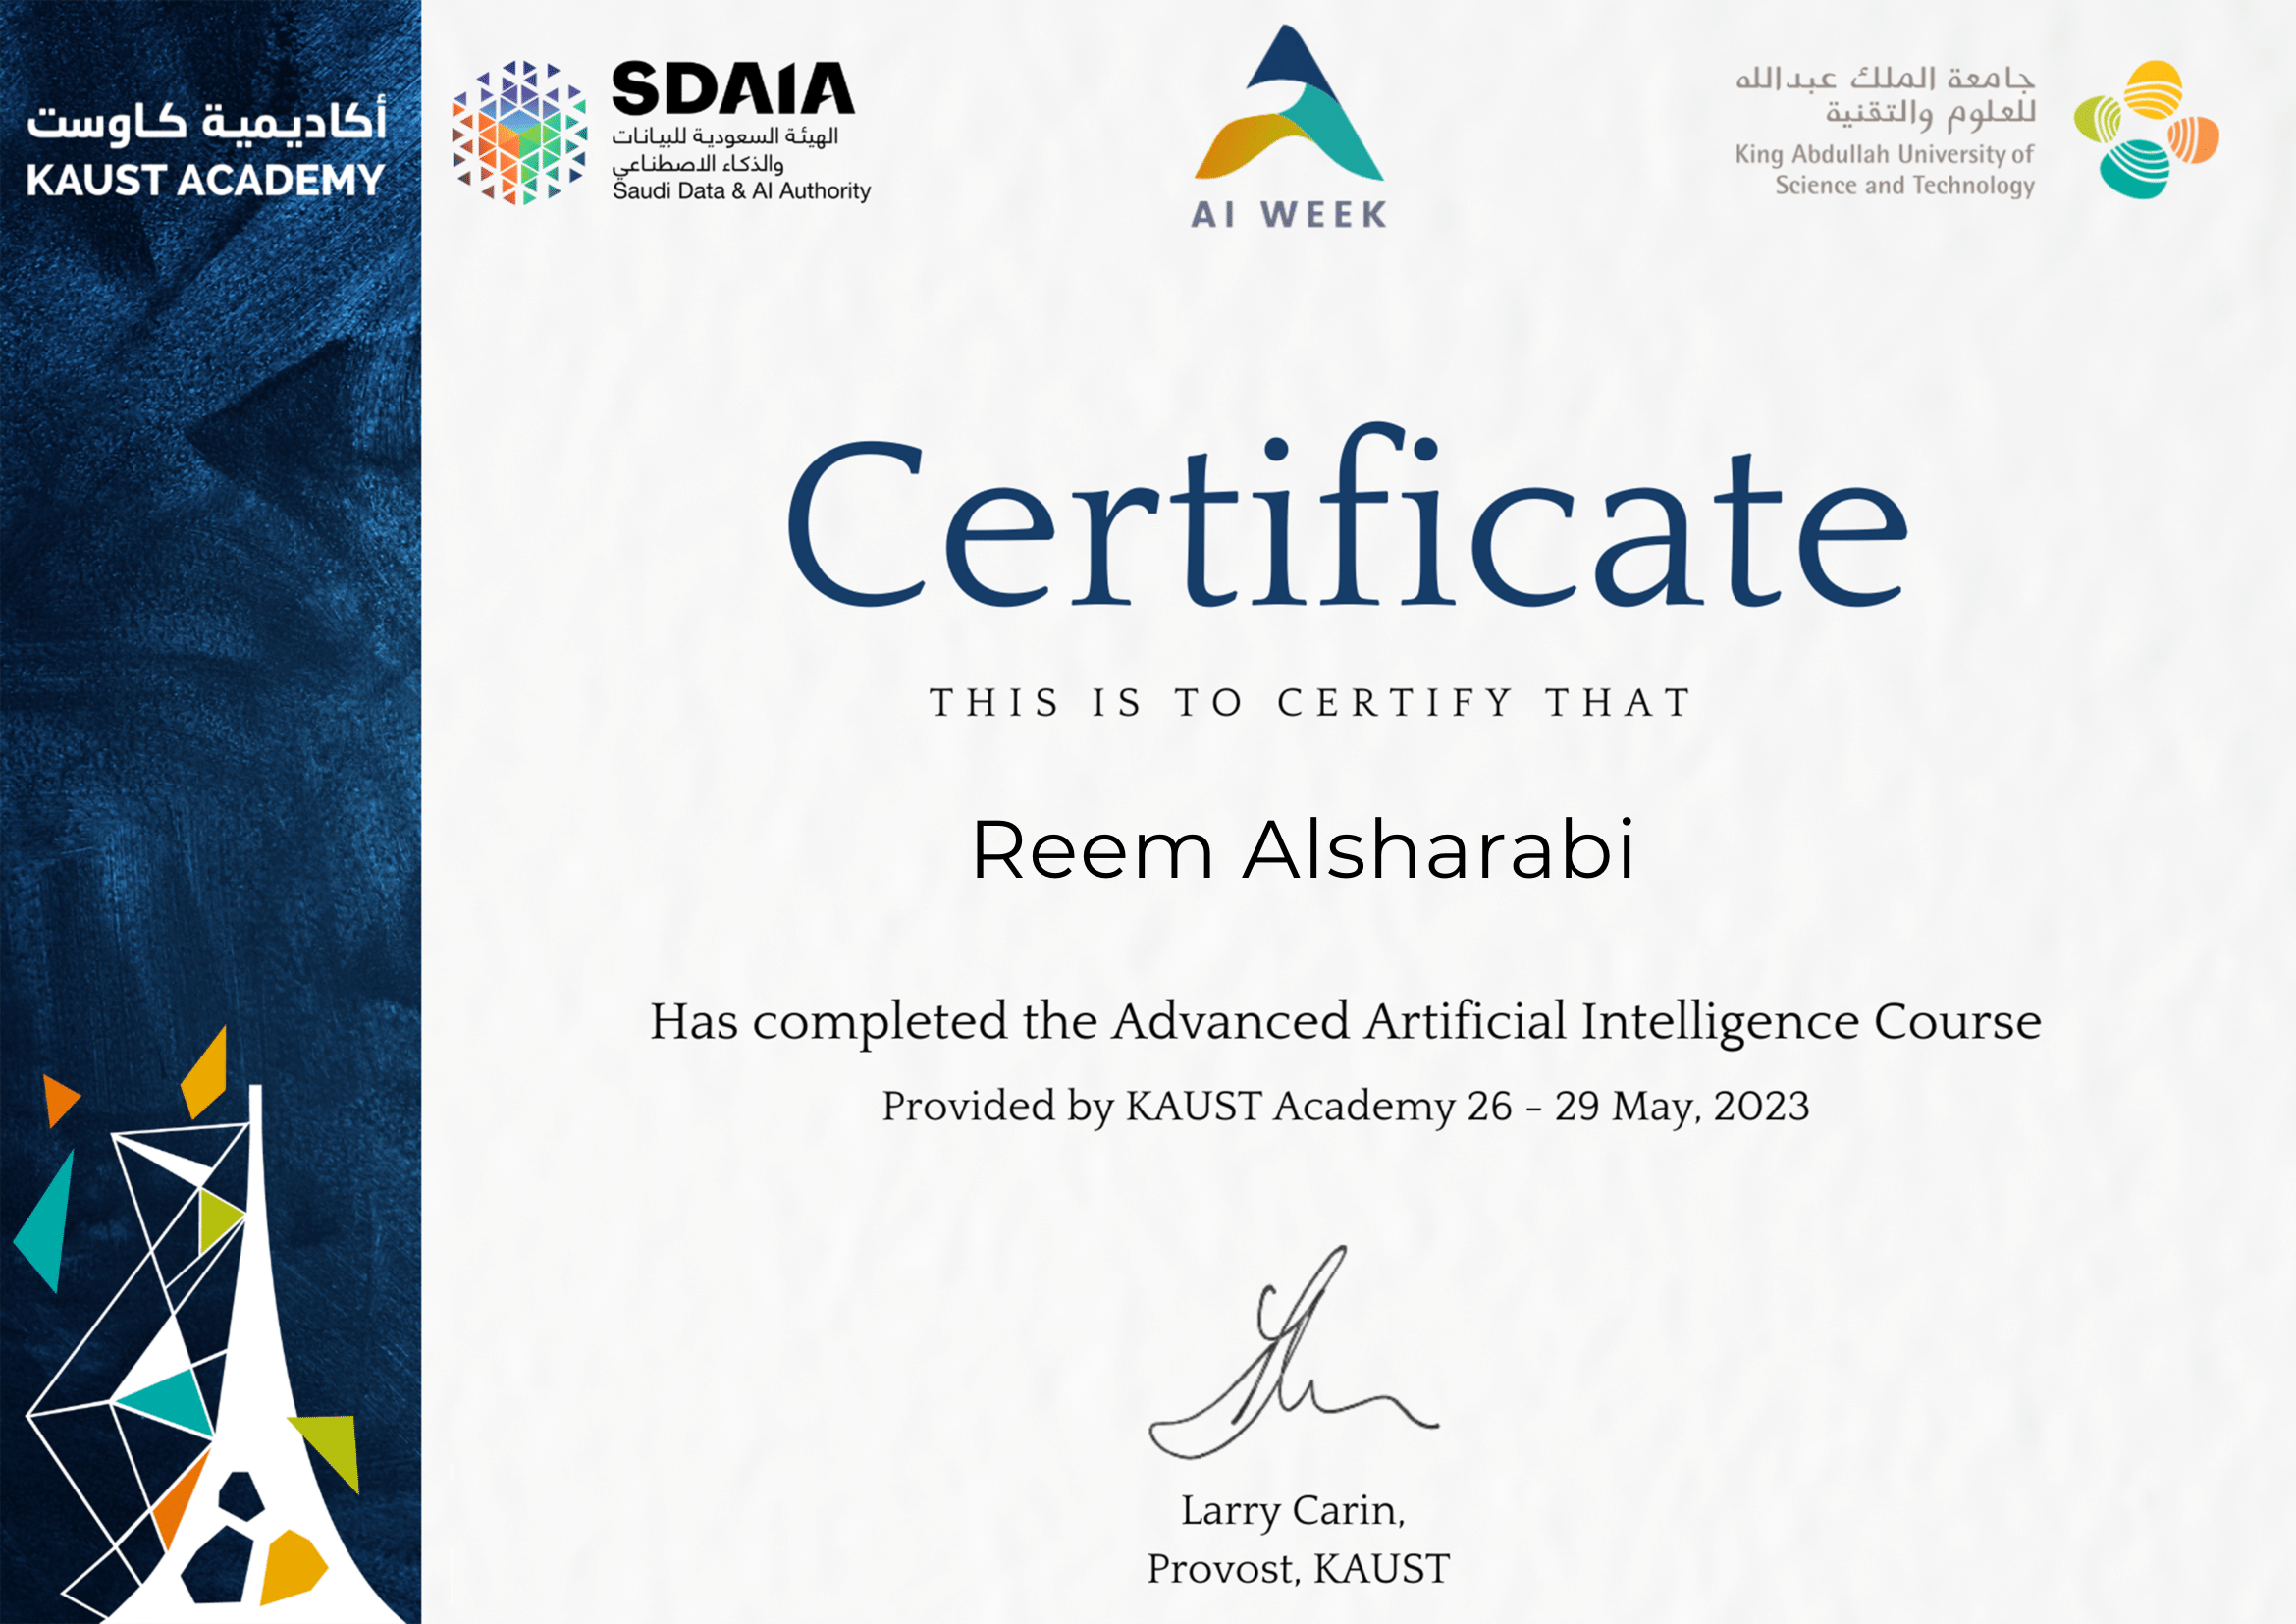 أكاديمية كاوست
KAUST ACADEMY
SDAIA
الهيئة السعودية للبيانات
والذكاء الاصطناعي
Saudi Data & AI Authority
AI WEEK
جامعة الملك عبدالله
للعلوم والتقنية
King Abdullah University of
Science and Technology
Certificate
THIS IS TO CERTIFY THAT
Reem Alsharabi
Has completed the Advanced Artificial Intelligence Course
Provided by KAUST Academy 26 - 29 May, 2023
Larry Carin,
Provost, KAUST